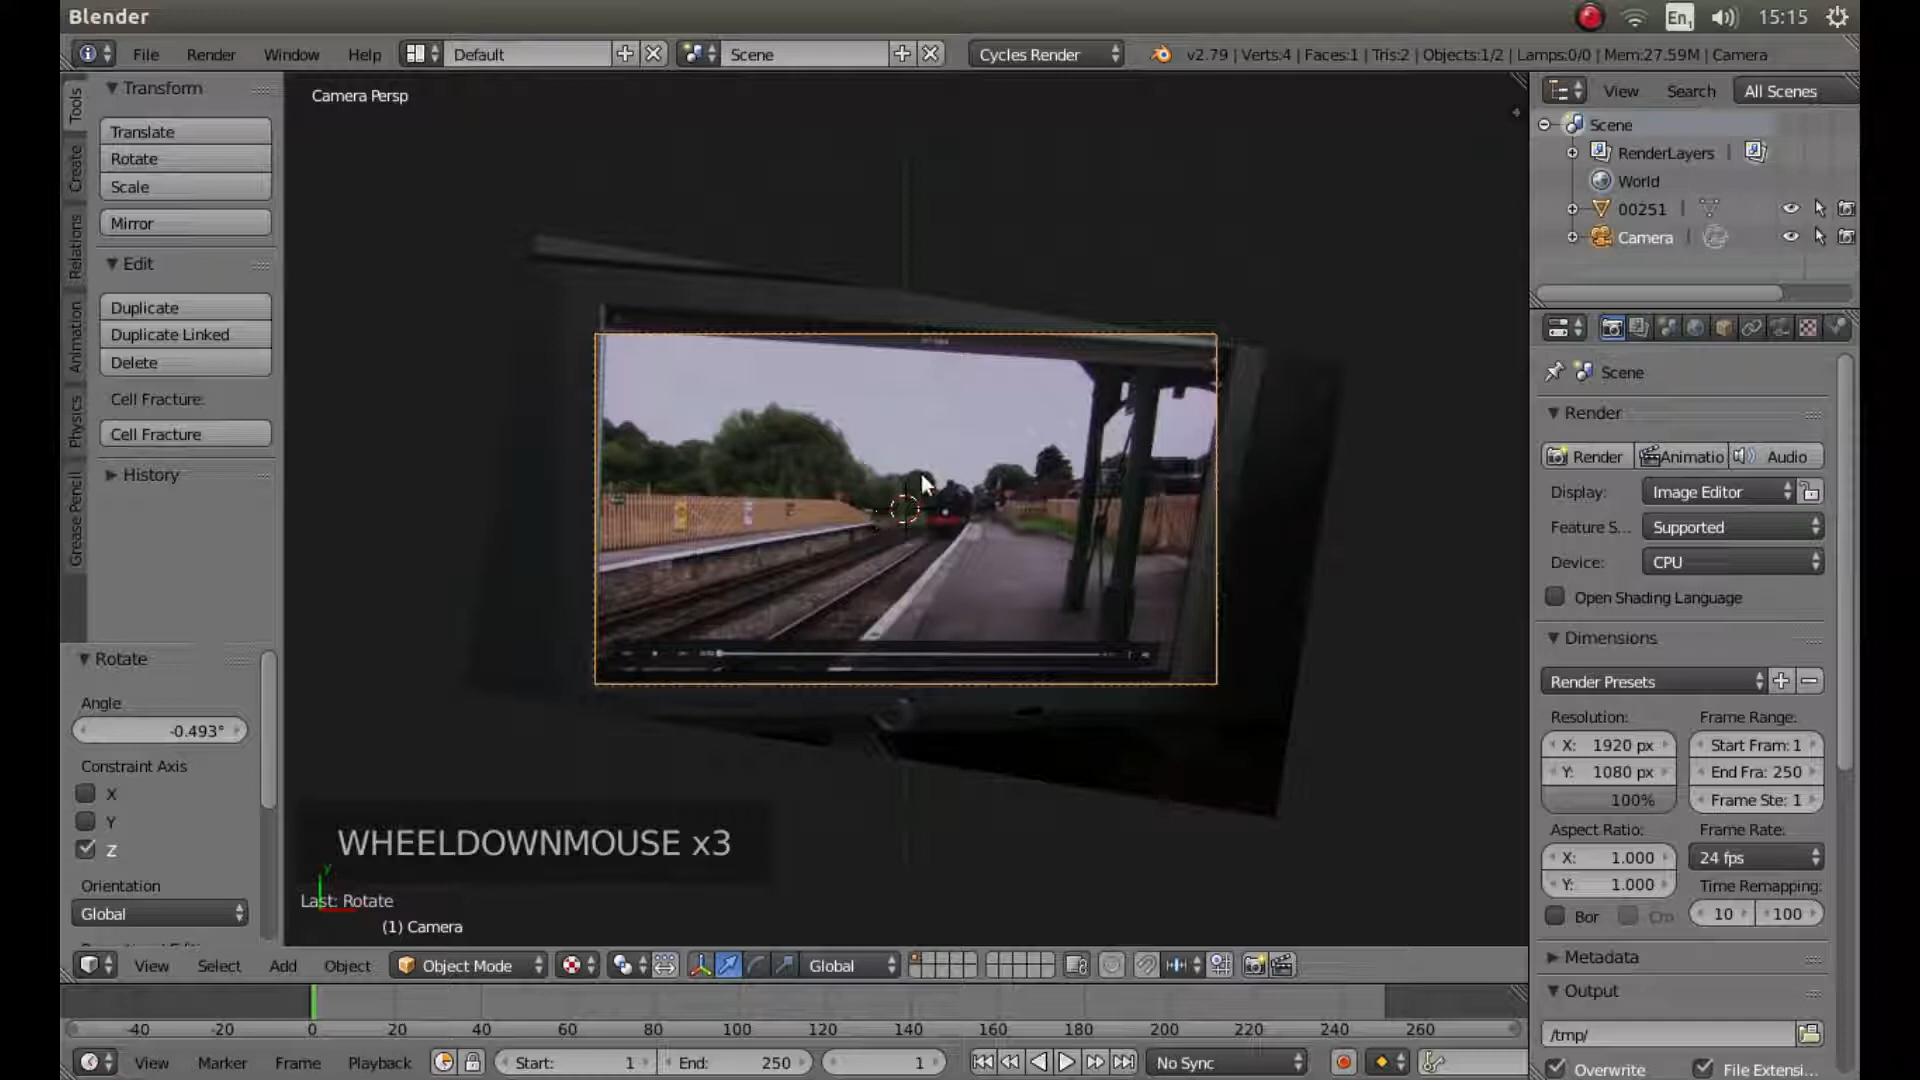 Blender
En1
15:15
File Render Window Help Default Scene Cycles Render v2.79 | Verts:4 | Faces:1 | Tris:2 | Objects:1/2 | Lamps:0/0 | Mem:27.59M | Camera
Tools
Create
Relations
Animation
Physics
Grease Pencil
Transform
Translate
Rotate
Scale
Mirror
Edit
Duplicate
Duplicate Linked
Delete
Cell Fracture:
Cell Fracture
History
Rotate
Angle
-0.493°
Constraint Axis
X
Y
Z
Orientation
Global
Camera Persp
WHEELDOWNMOUSE x3
y
Last: Rotate
(1) Camera
View Select Add Object Object Mode Global
-40 -20 0 20 40 60 80 100 120 140 160 180 200 220 240 260
View Marker Frame Playback Start: 1 End: 250 1 No Sync
View Search All Scenes
Scene
RenderLayers |
World
00251 |
Camera |
Scene
Render
Render Animatio Audio
Display: Image Editor
Feature S... Supported
Device: CPU
Open Shading Language
Dimensions
Render Presets
Resolution: Frame Range:
X: 1920 px Start Fram: 1
Y: 1080 px End Fra: 250
100% Frame Ste: 1
Aspect Ratio: Frame Rate:
X: 1.000 24 fps
Y: 1.000 Time Remapping:
Bor Cro 10 100
Metadata
Output
/tmp/
Overwrite File Extensi...